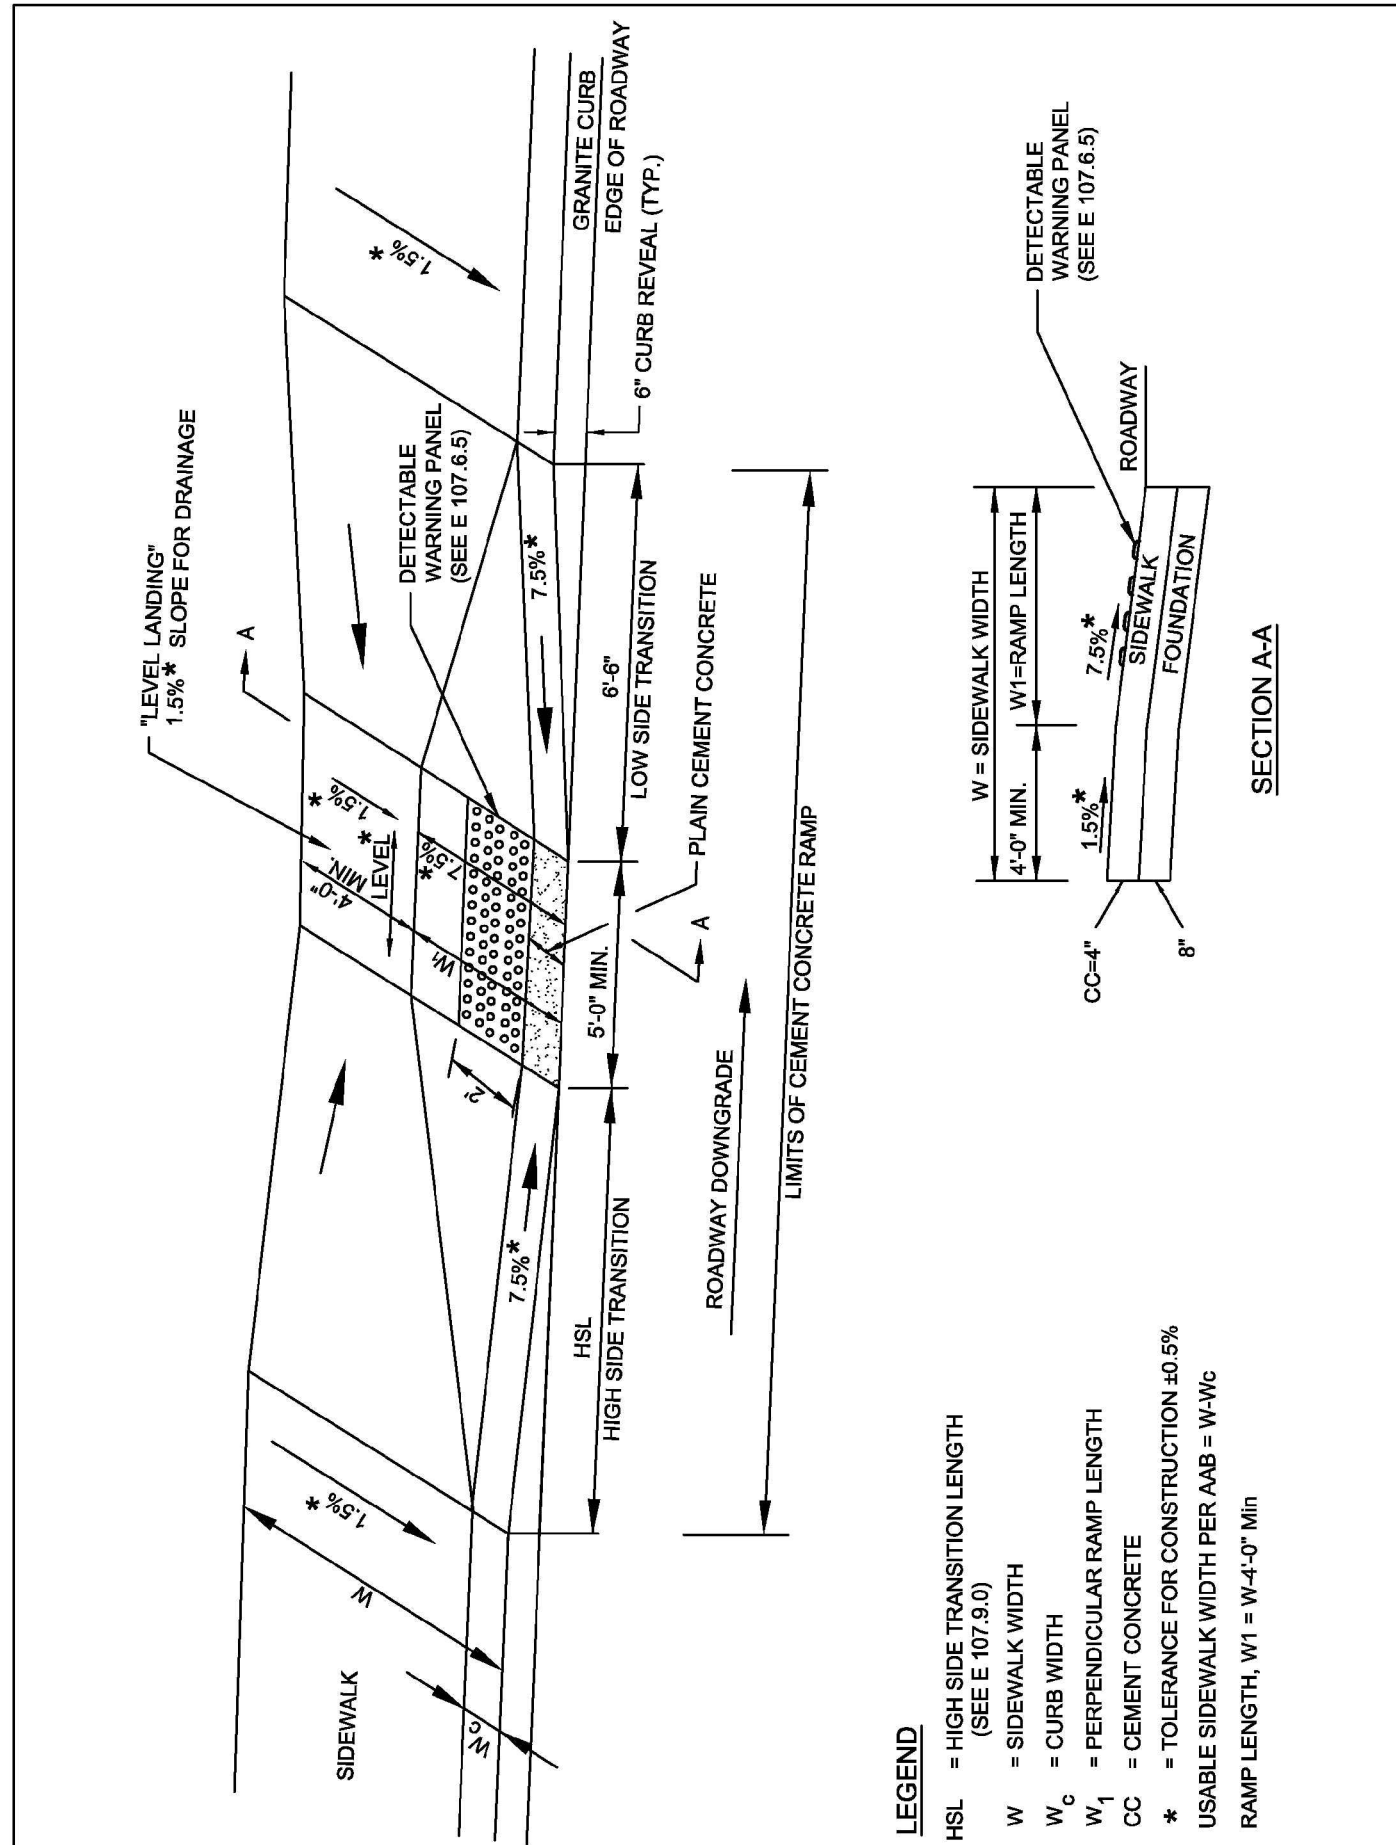 "LEVEL LANDING"
1.5%* SLOPE FOR DRAINAGE
A
SIDEWALK
W
Wc
1.5%*
4'-0"
MIN.
LEVEL*
1.5%*
7.5%*
W1
2'
DETECTABLE
WARNING PANEL
(SEE E 107.6.5)
1.5%*
7.5%*
7.5%*
GRANITE CURB
EDGE OF ROADWAY
6" CURB REVEAL (TYP.)
HSL
HIGH SIDE TRANSITION
5'-0" MIN.
6'-6"
LOW SIDE TRANSITION
PLAIN CEMENT CONCRETE
A
ROADWAY DOWNGRADE
LIMITS OF CEMENT CONCRETE RAMP
LEGEND
HSL = HIGH SIDE TRANSITION LENGTH
(SEE E 107.9.0)
W = SIDEWALK WIDTH
Wc = CURB WIDTH
W1 = PERPENDICULAR RAMP LENGTH
CC = CEMENT CONCRETE
* = TOLERANCE FOR CONSTRUCTION ±0.5%
USABLE SIDEWALK WIDTH PER AAB = W-Wc
RAMP LENGTH, W1 = W-4'-0" Min
W = SIDEWALK WIDTH
4'-0" MIN.
W1=RAMP LENGTH
DETECTABLE
WARNING PANEL
(SEE E 107.6.5)
1.5%*
7.5%*
ROADWAY
CC=4"
8"
SIDEWALK
FOUNDATION
SECTION A-A